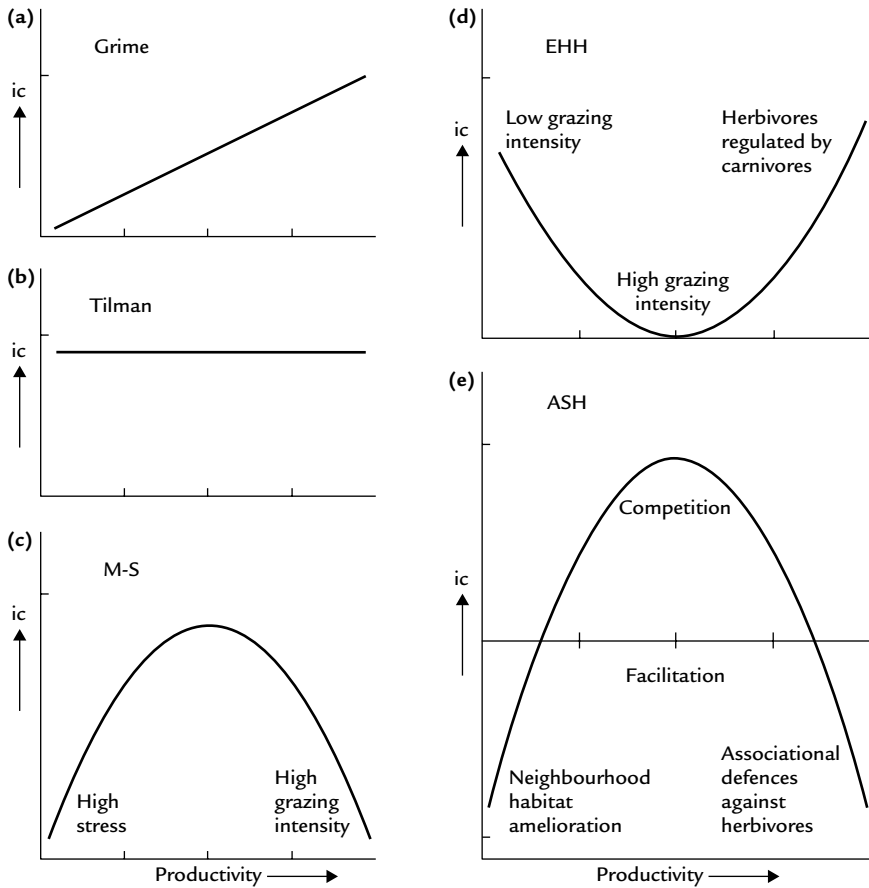 (a)
Grime
ic
(b)
Tilman
ic
(c)
M-S
ic
High
stress
High
grazing
intensity
Productivity
(d)
EHH
ic
Low grazing
intensity
Herbivores
regulated by
carnivores
High grazing
intensity
(e)
ASH
ic
Competition
Facilitation
Neighbourhood
habitat
amelioration
Associational
defences
against
herbivores
Productivity